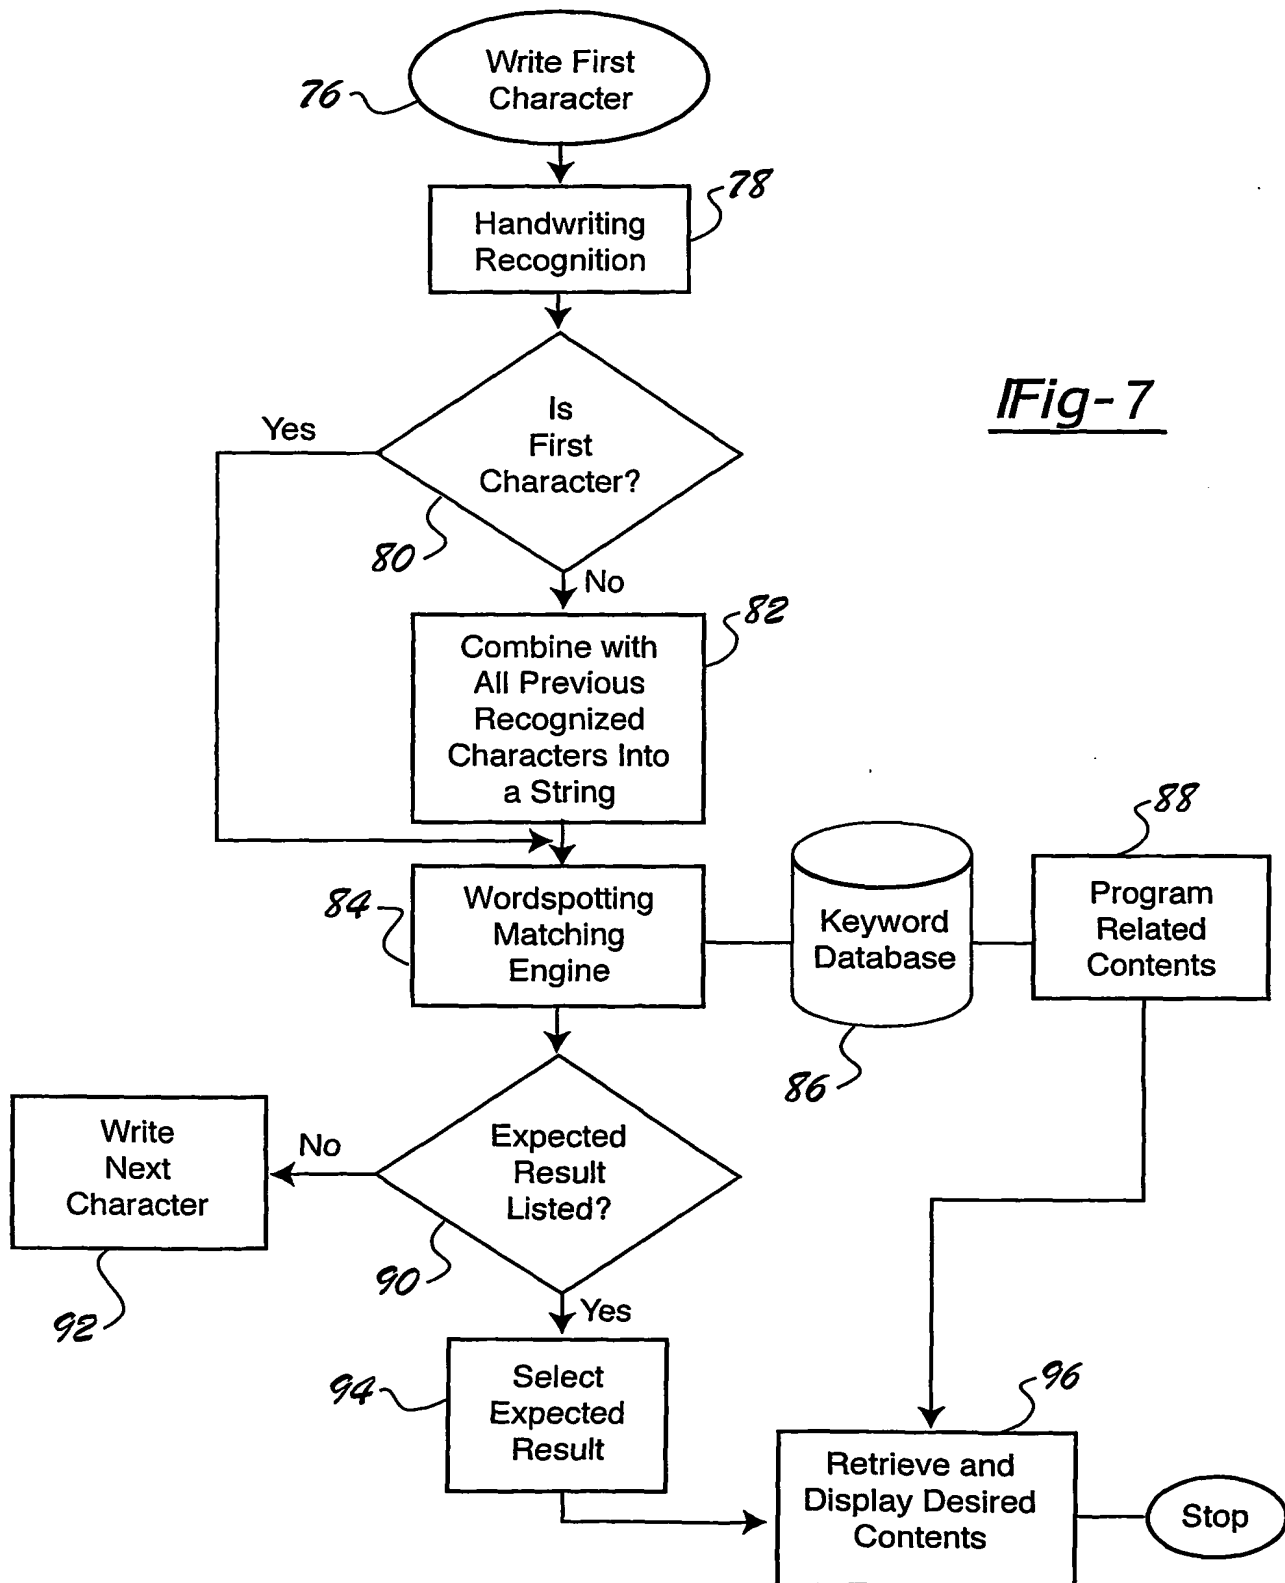 Write First
Character
76
78
Handwriting
Recognition
Fig-7
Yes
Is
First
Character?
80
No
82
Combine with
All Previous
Recognized
Characters Into
a String
88
84
Wordspotting
Matching
Engine
Keyword
Database
Program
Related
Contents
86
Write
Next
Character
No
Expected
Result
Listed?
90
92
Yes
94
Select
Expected
Result
96
Retrieve and
Display Desired
Contents
Stop